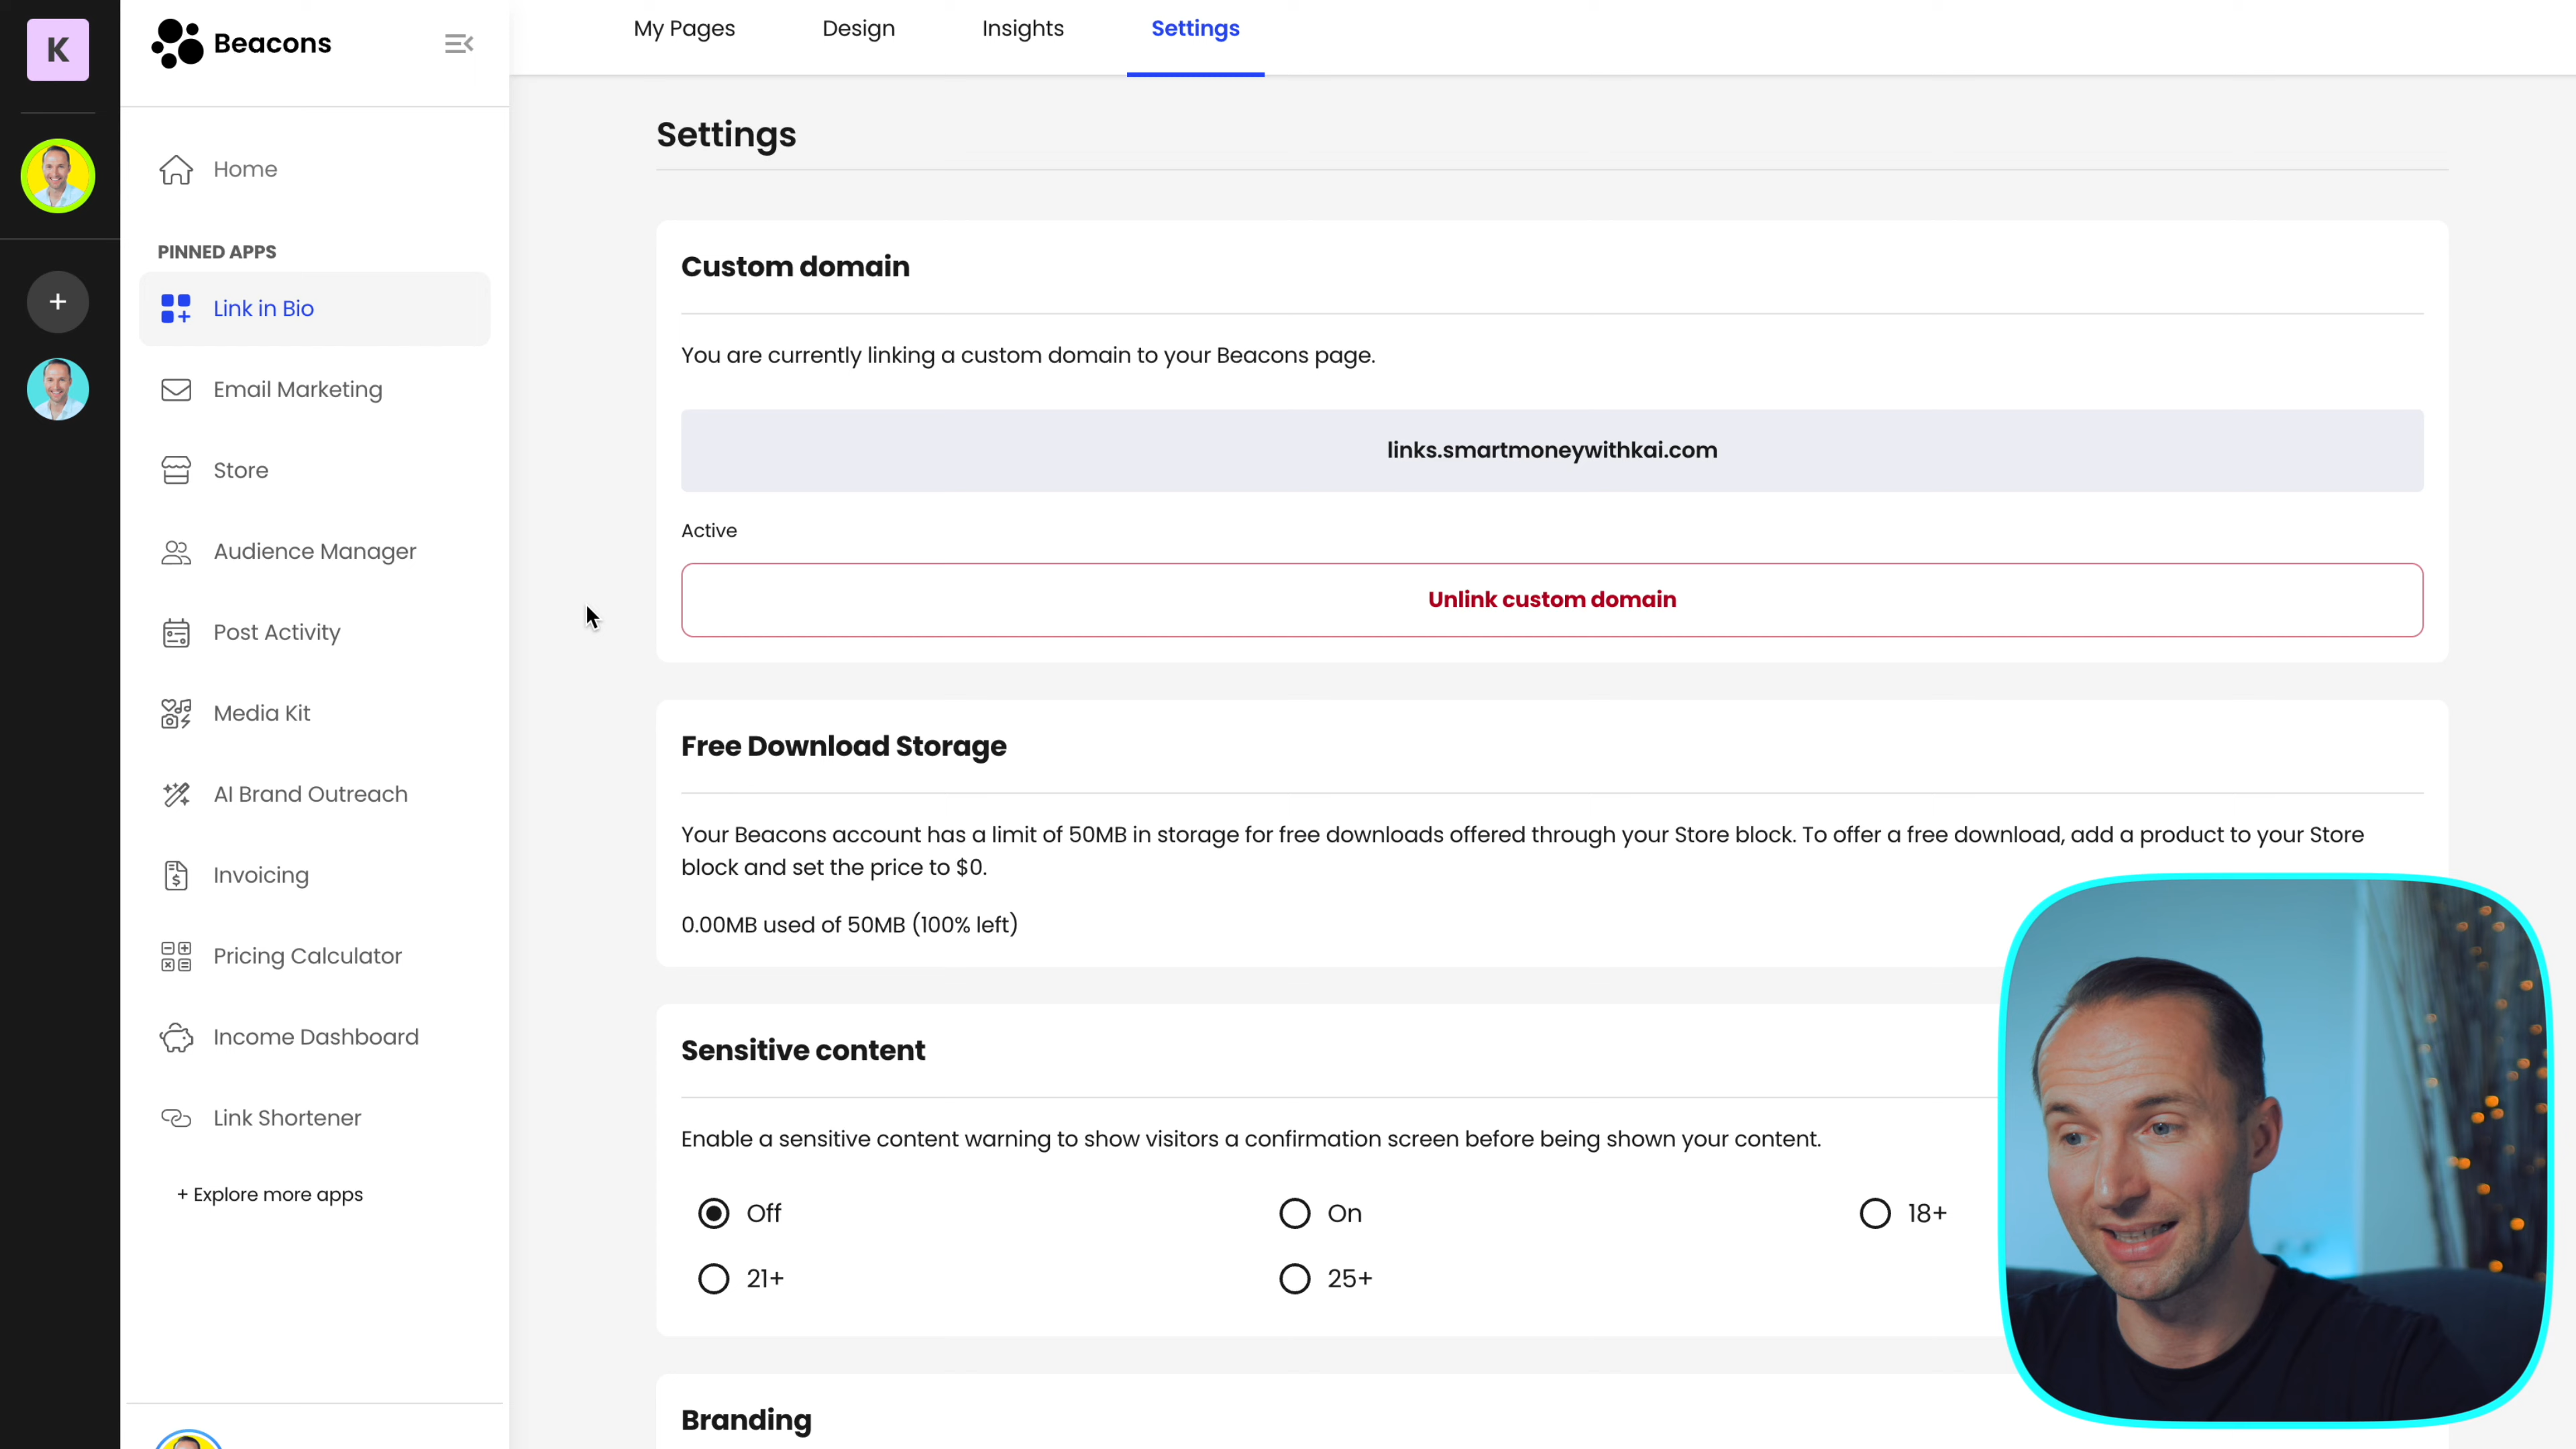 K
Beacons
Home
PINNED APPS
Link in Bio
Email Marketing
Store
Audience Manager
Post Activity
Media Kit
AI Brand Outreach
Invoicing
Pricing Calculator
Income Dashboard
Link Shortener
+ Explore more apps
My Pages Design Insights Settings
Settings
Custom domain
You are currently linking a custom domain to your Beacons page.
links.smartmoneywithkai.com
Active
Unlink custom domain
Free Download Storage
Your Beacons account has a limit of 50MB in storage for free downloads offered through your Store block. To offer a free download, add a product to your Store
block and set the price to $0.
0.00MB used of 50MB (100% left)
Sensitive content
Enable a sensitive content warning to show visitors a confirmation screen before being shown your content.
Off On 18+
21+ 25+
Branding